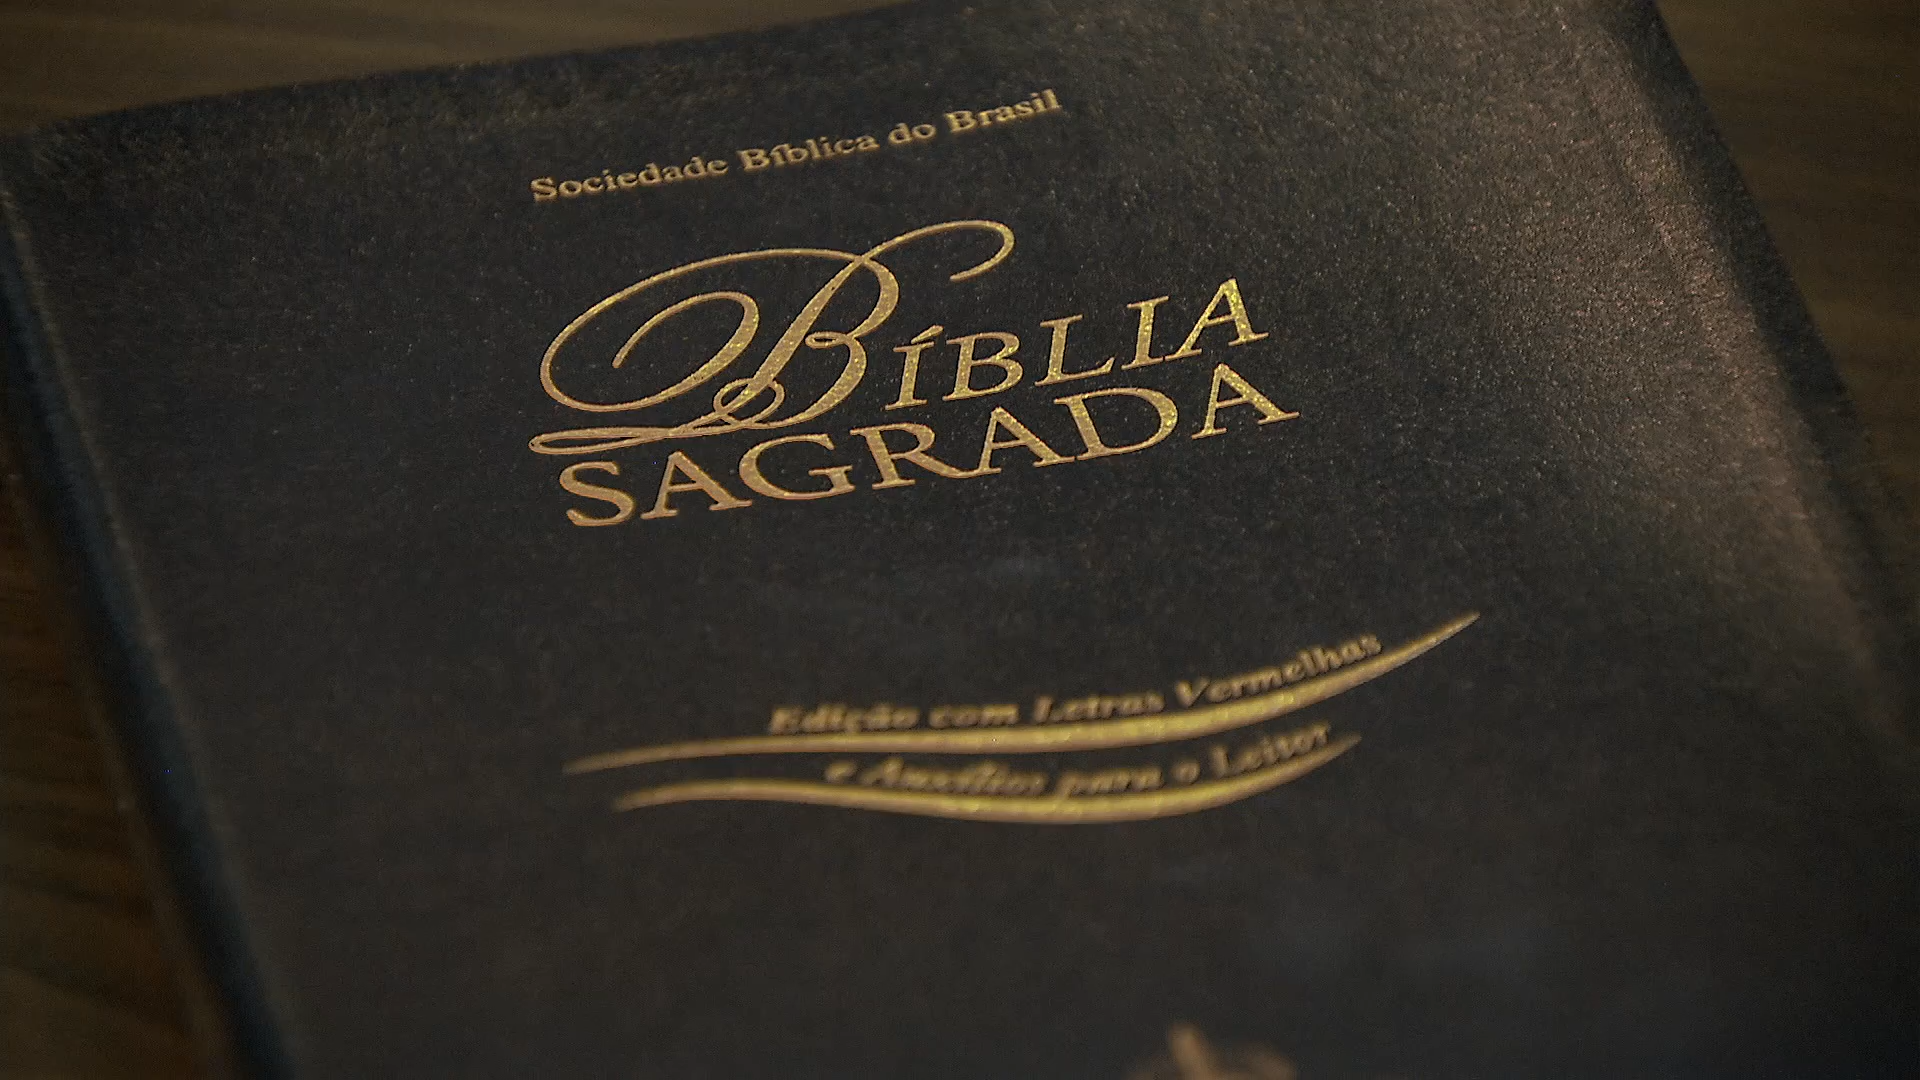 Sociedade Bíblica do Brasil
BÍBLIA
SAGRADA
Edição com Letras Vermelhas
e Auxílios para o Leitor